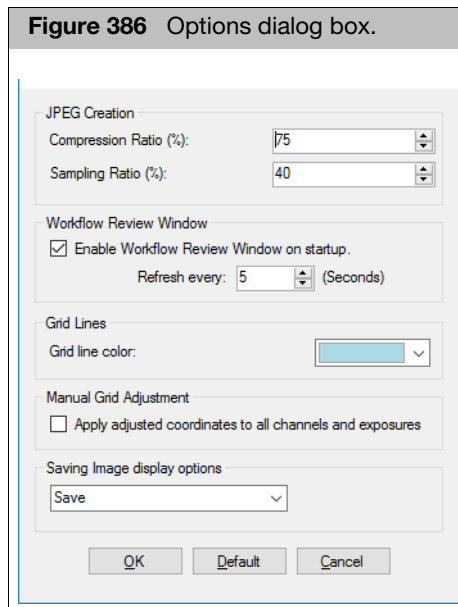 Figure 386 Options dialog box.
JPEG Creation
Compression Ratio (%): 75
Sampling Ratio (%): 40
Workflow Review Window
Enable Workflow Review Window on startup.
Refresh every: 5 (Seconds)
Grid Lines
Grid line color:
Manual Grid Adjustment
Apply adjusted coordinates to all channels and exposures
Saving Image display options
Save
OK Default Cancel